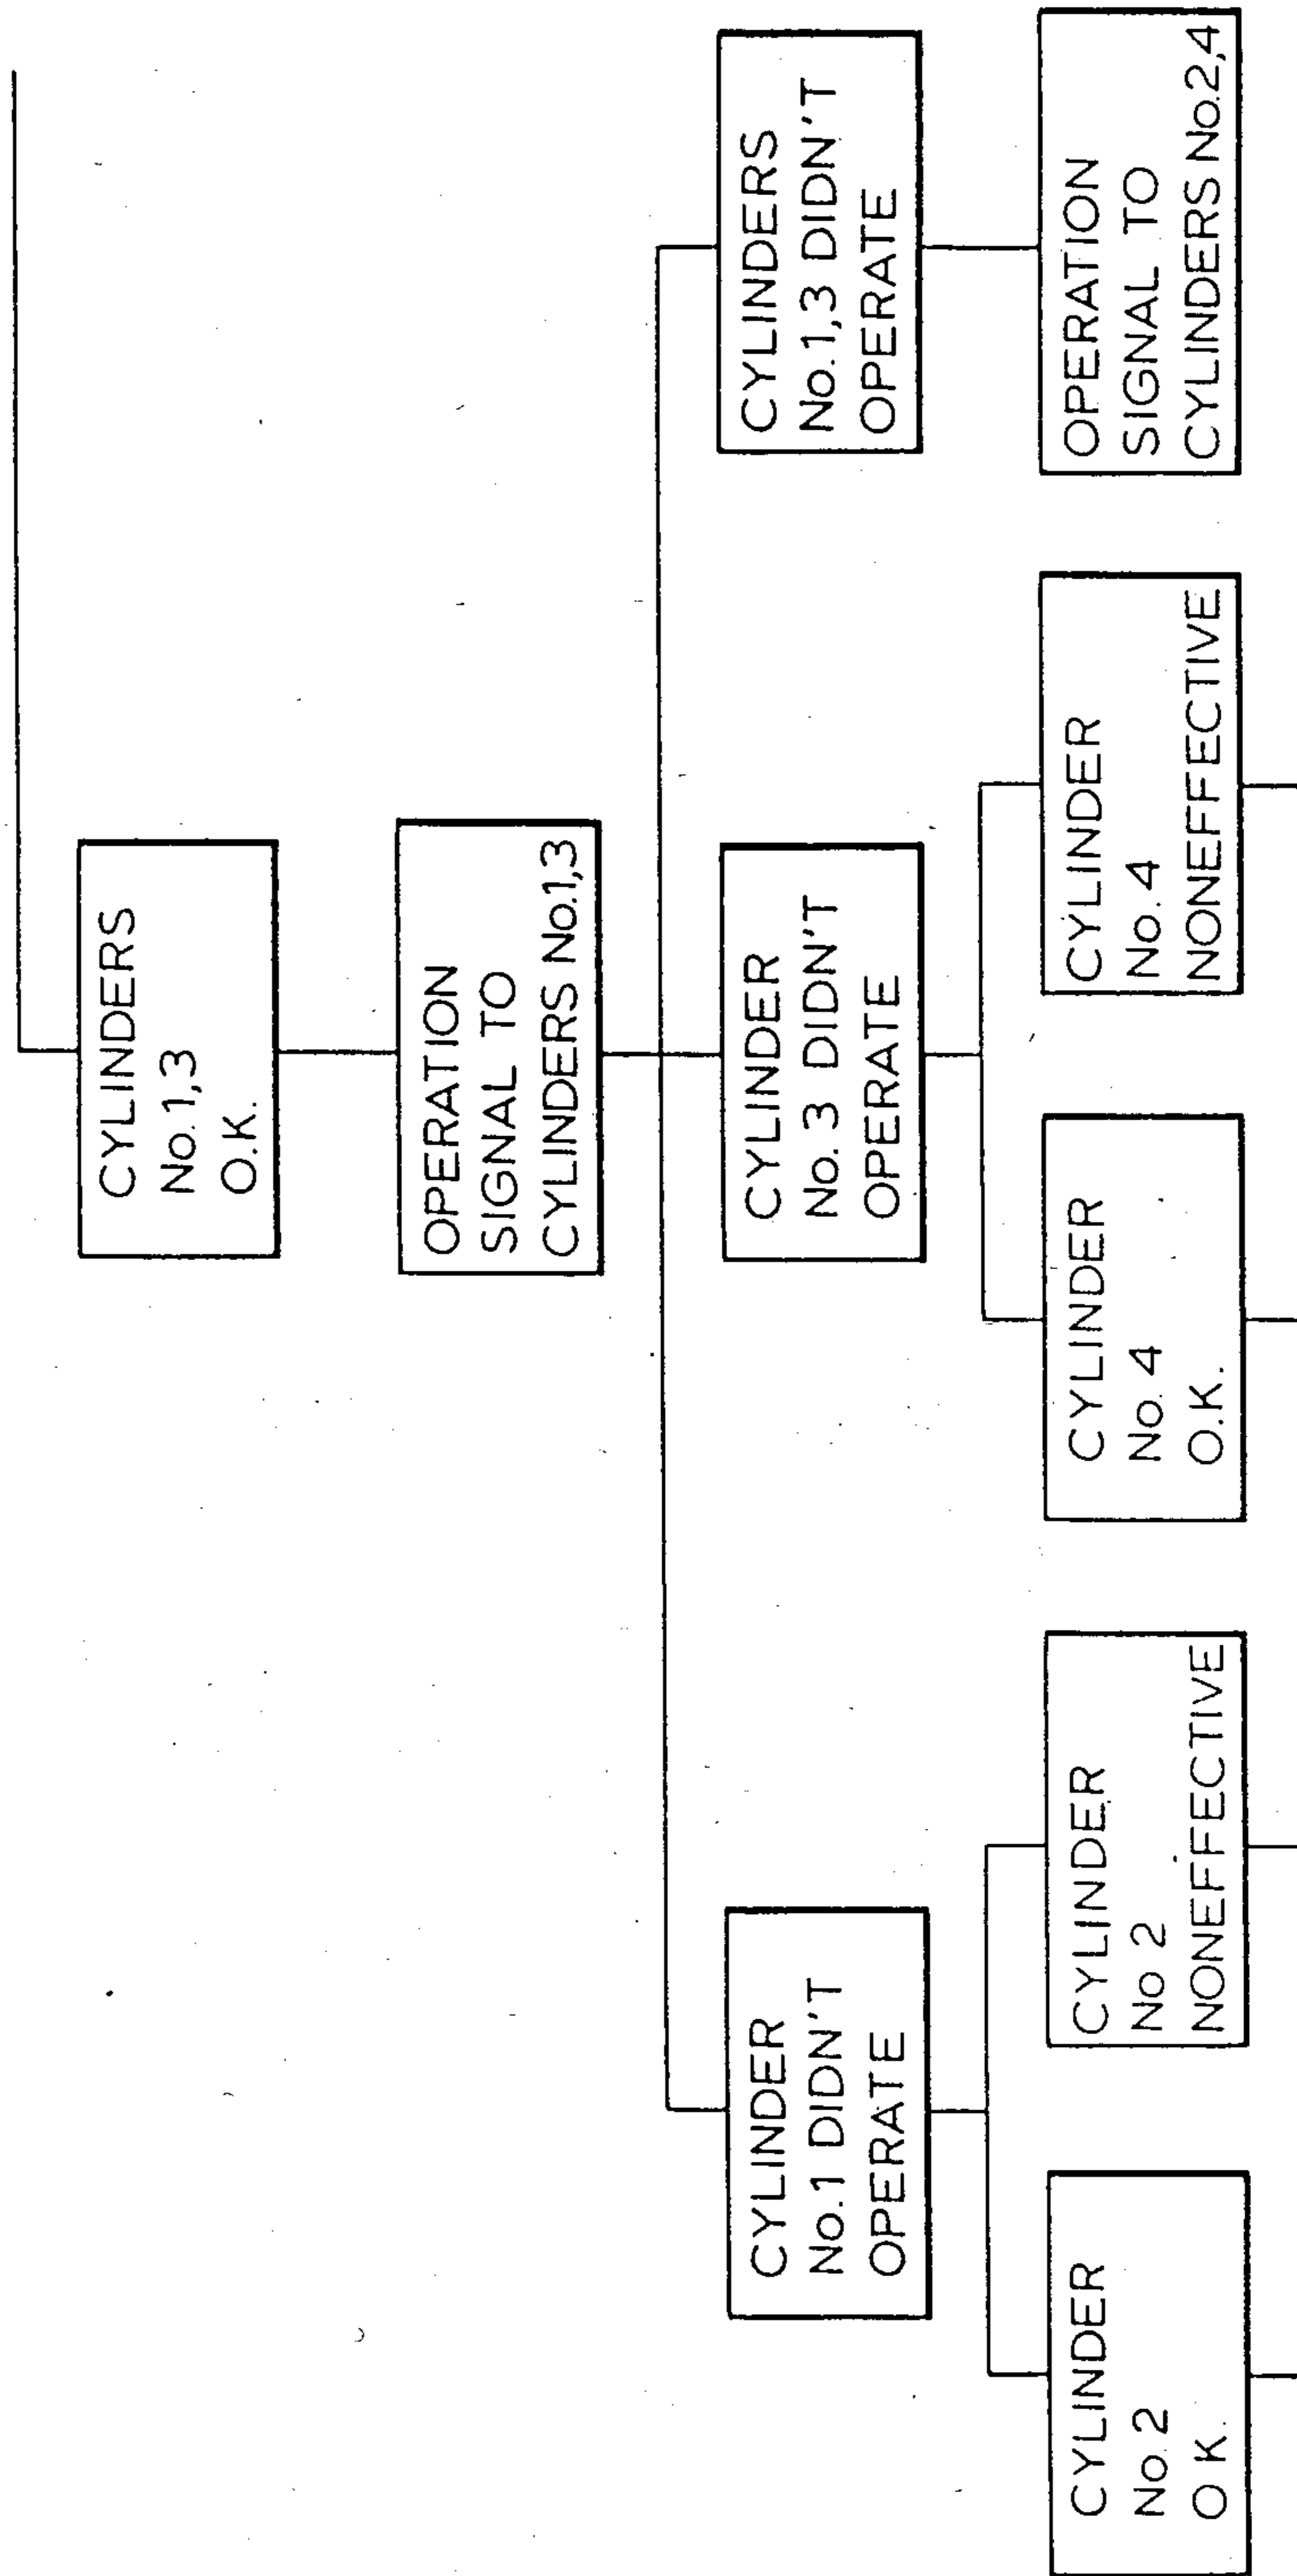 CYLINDERS
No.1,3
O.K.
OPERATION
SIGNAL TO
CYLINDERS No.1,3
CYLINDER
No.1 DIDN'T
OPERATE
CYLINDER
No. 3 DIDN'T
OPERATE
CYLINDERS
No.1,3 DIDN'T
OPERATE
CYLINDER
No.2
O K.
CYLINDER
No 2
NONEFFECTIVE
CYLINDER
No. 4
O.K.
CYLINDER
No. 4
NONEFFECTIVE
OPERATION
SIGNAL TO
CYLINDERS No.2,4